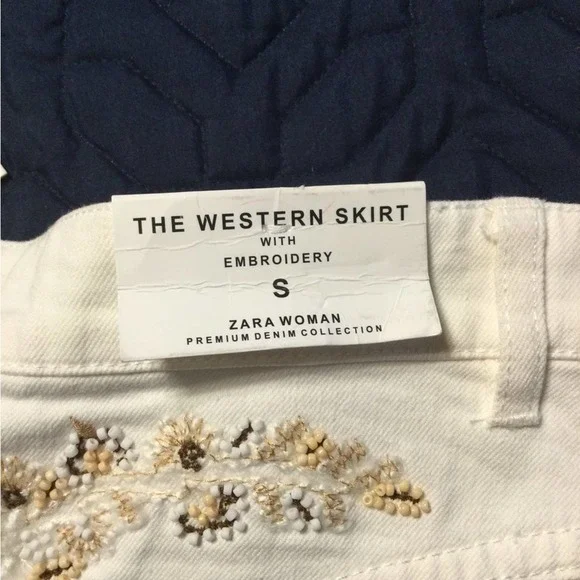 THE WESTERN SKIRT
WITH
EMBROIDERY
S
ZARA WOMAN
PREMIUM DENIM COLLECTION